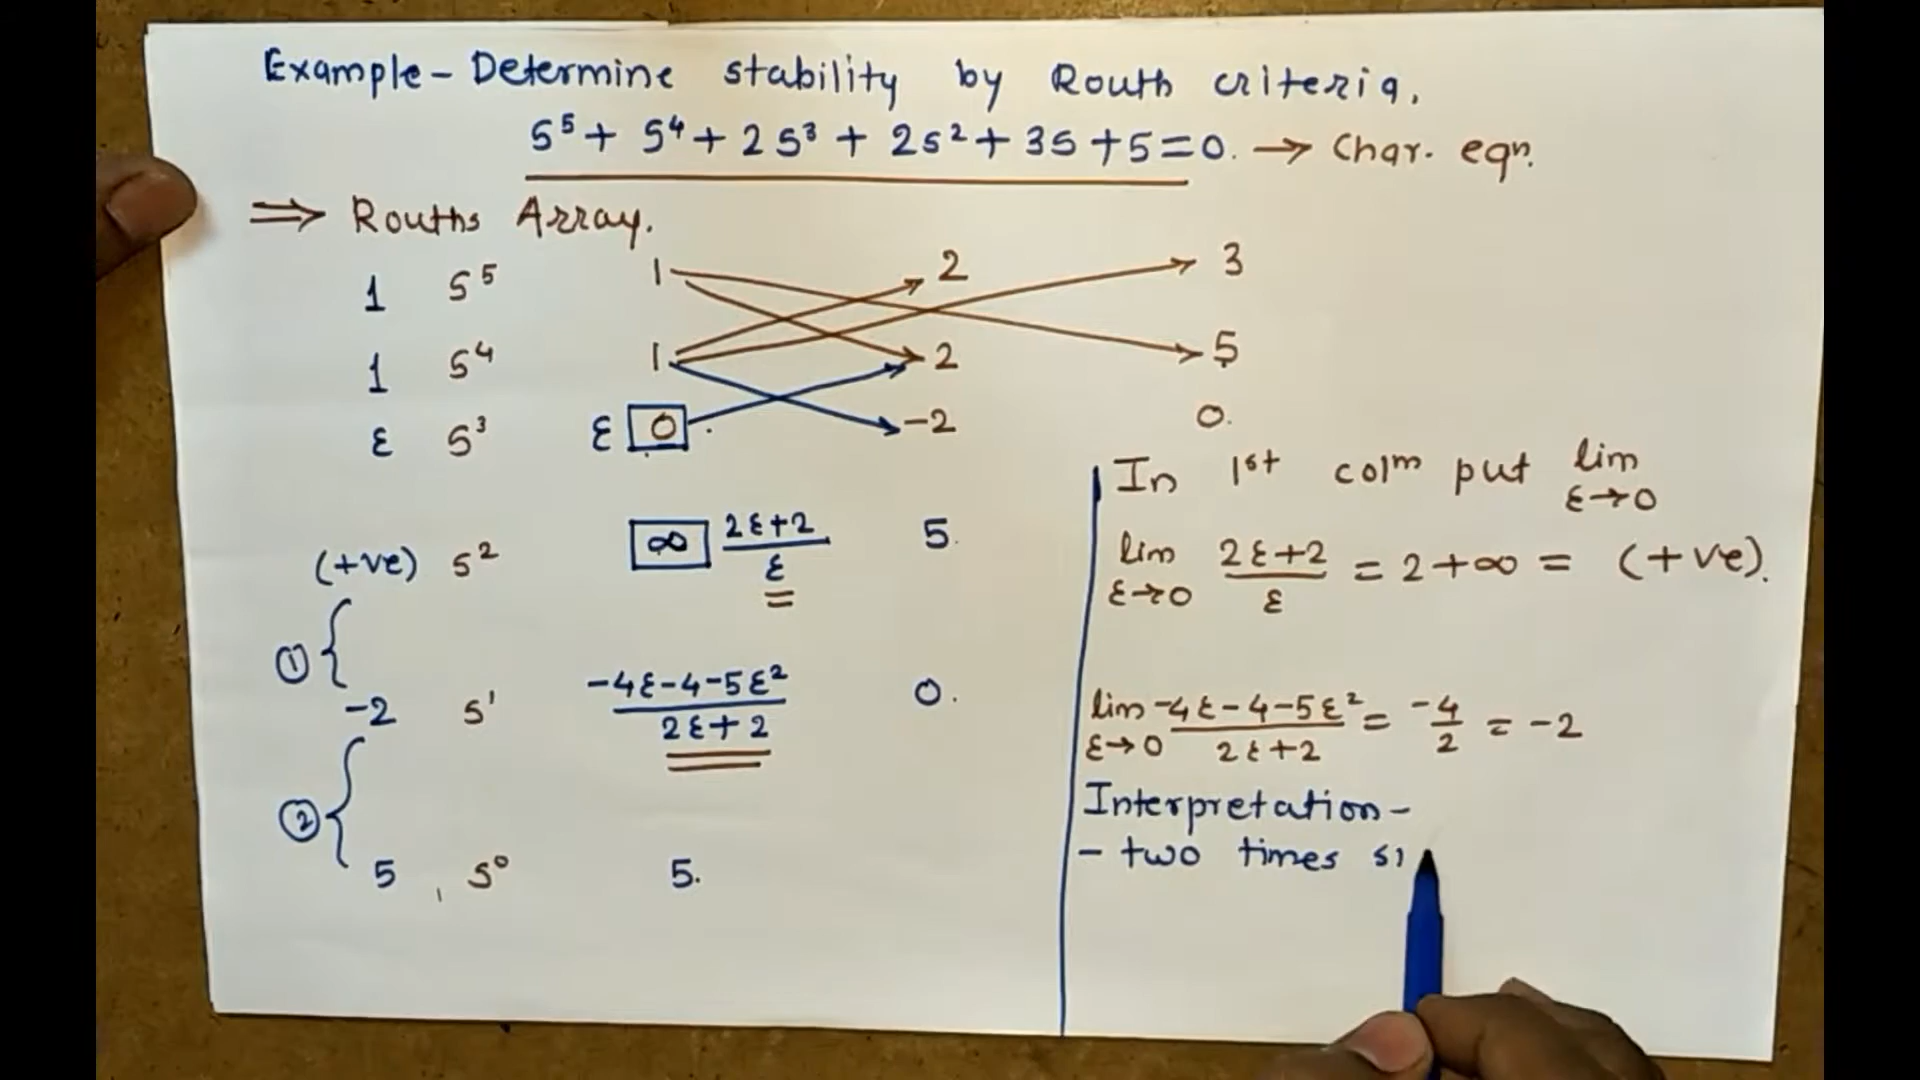 Example - Determine stability by Routh criteria,
s⁵ + s⁴ + 2s³ + 2s² + 3s + 5 = 0. → Char. eqn.
⇒ Rouths Array.
1 s⁵ 1 2 3
1 s⁴ 1 2 5
ε s³ ε 0 -2 0.
(+ve) s² ∞ (2ε+2)/ε 5.
①
-2 s¹ (-4ε-4-5ε²)/(2ε+2) 0.
②
5, s⁰ 5.
In 1st colm put lim ε→0
lim ε→0 (2ε+2)/ε = 2+∞ = (+ve).
lim ε→0 (-4ε-4-5ε²)/(2ε+2) = -4/2 = -2
Interpretation -
- two times si